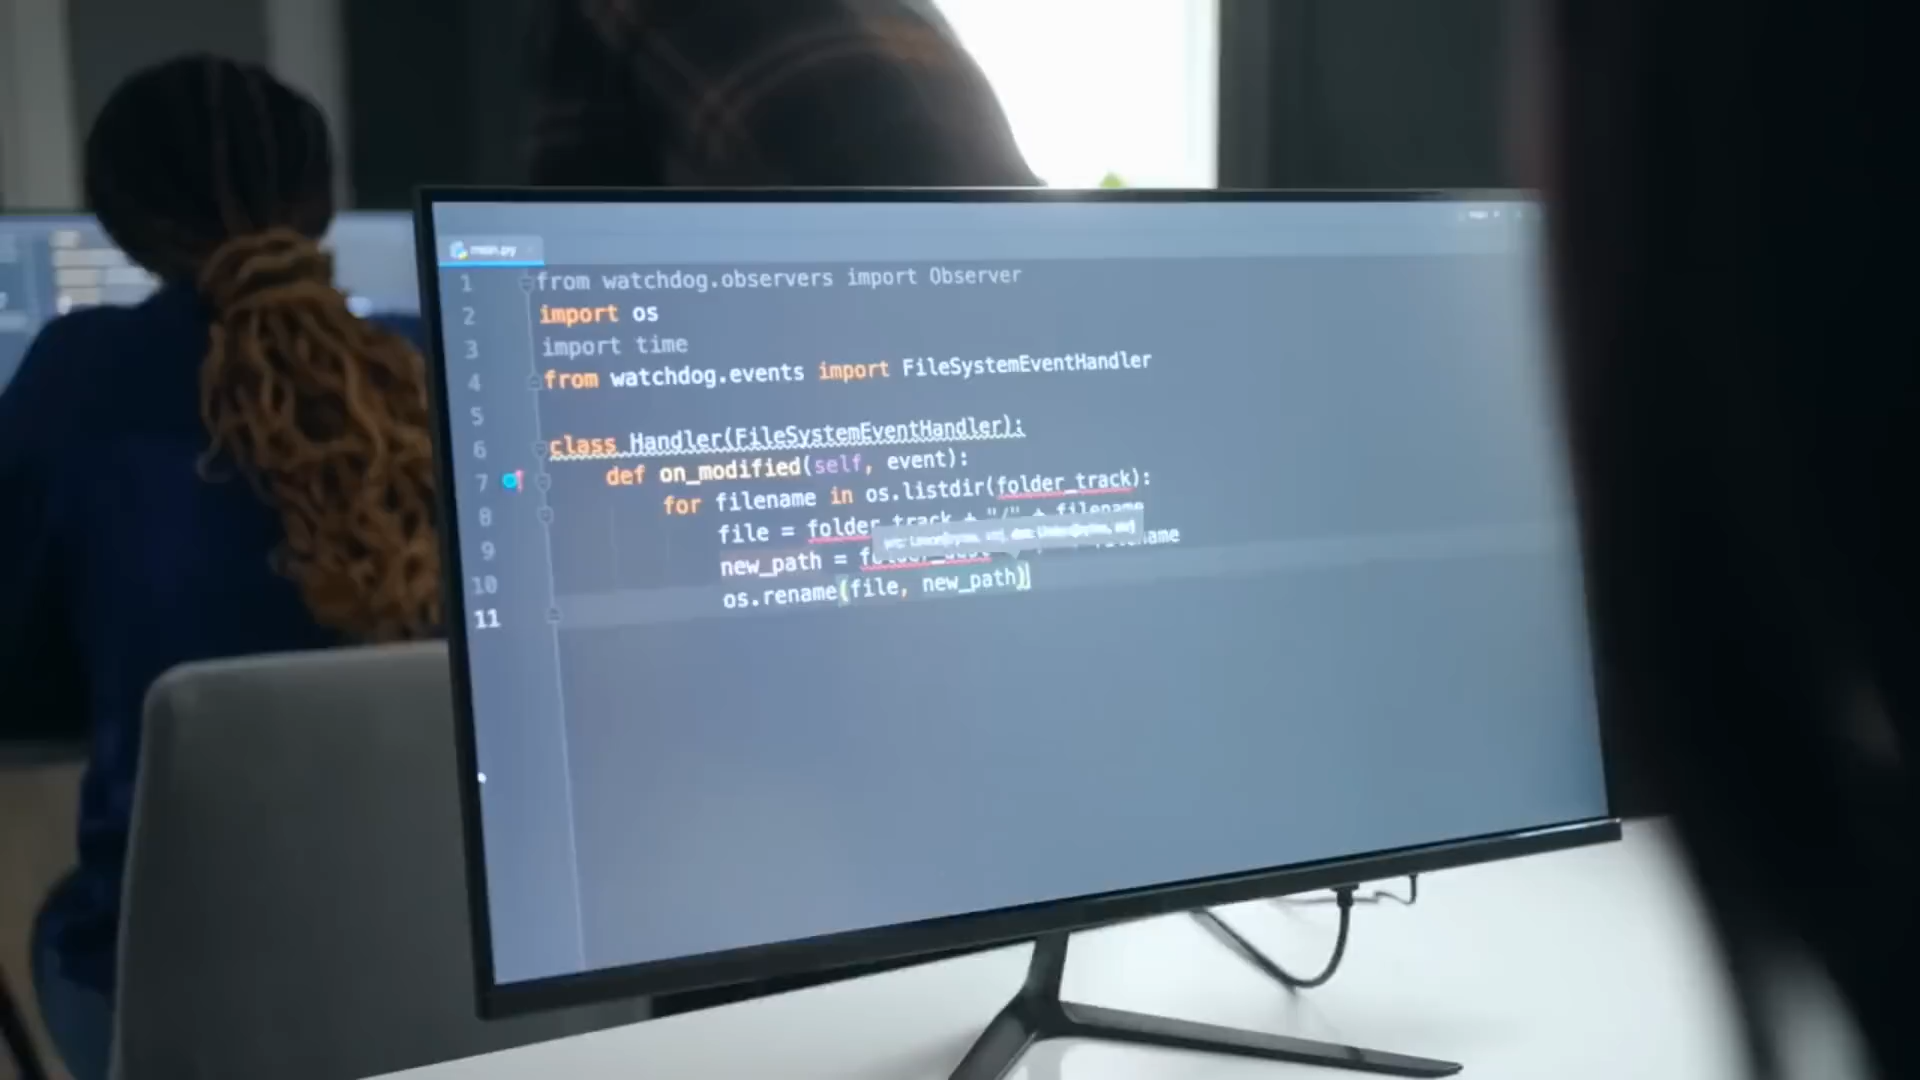 main.py
1 from watchdog.observers import Observer
2 import os
3 import time
4 from watchdog.events import FileSystemEventHandler
5
6 class Handler(FileSystemEventHandler):
7 def on_modified(self, event):
8 for filename in os.listdir(folder_track):
9 file = folder_track + "/" + filename
10 new_path =
11 os.rename(file, new_path)